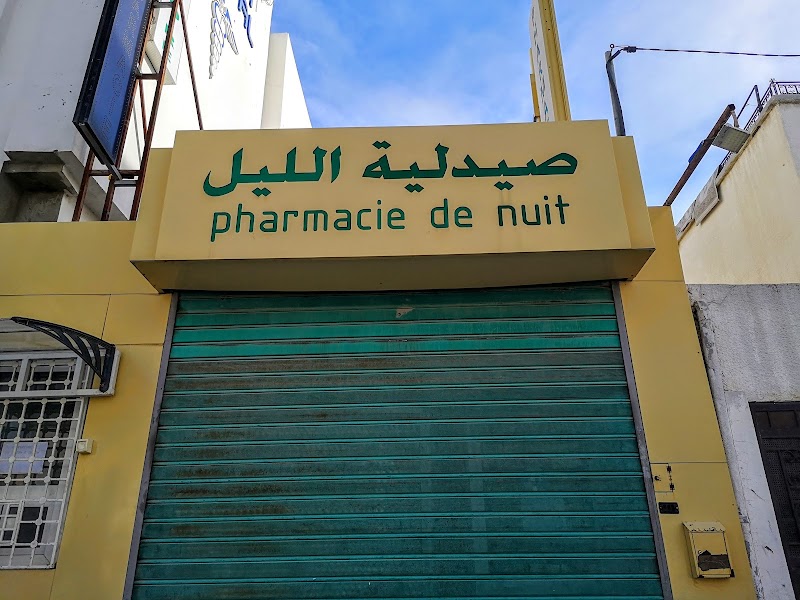 صيدلية الليل
pharmacie de nuit